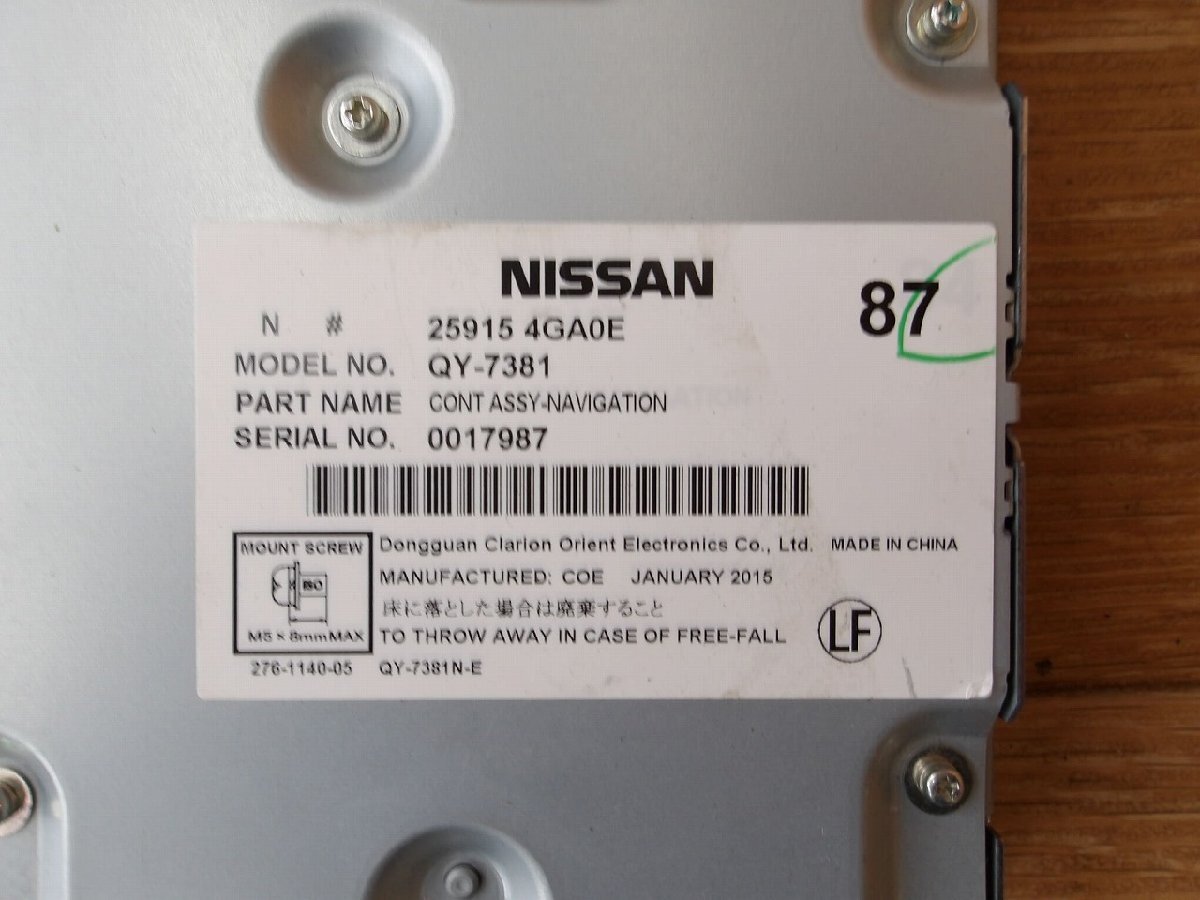 NISSAN
87
N # 25915 4GA0E
MODEL NO. QY-7381
PART NAME CONT ASSY-NAVIGATION
SERIAL NO. 0017987
MOUNT SCREW
ISO
M5 × 8mmMAX
Dongguan Clarion Orient Electronics Co., Ltd. MADE IN CHINA
MANUFACTURED: COE JANUARY 2015
床に落とした場合は廃棄すること
TO THROW AWAY IN CASE OF FREE-FALL
LF
276-1140-05 QY-7381N-E